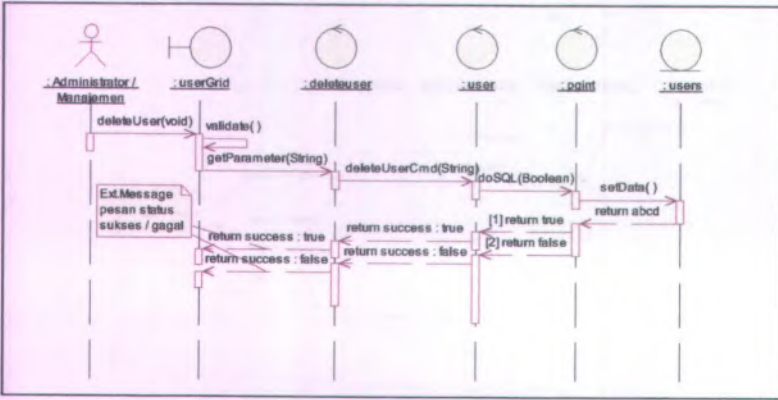 : Administrator /
Manajemen
: userGrid
: deleteuser
: user
: pgint
: users
deleteUser(void)
validate( )
getParameter(String)
deleteUserCmd(String)
doSQL(Boolean)
setData( )
return abcd
Ext.Message
pesan status
sukses / gagal
[1] return true
return success : true
return success : true
[2] return false
return success : false
return success : false